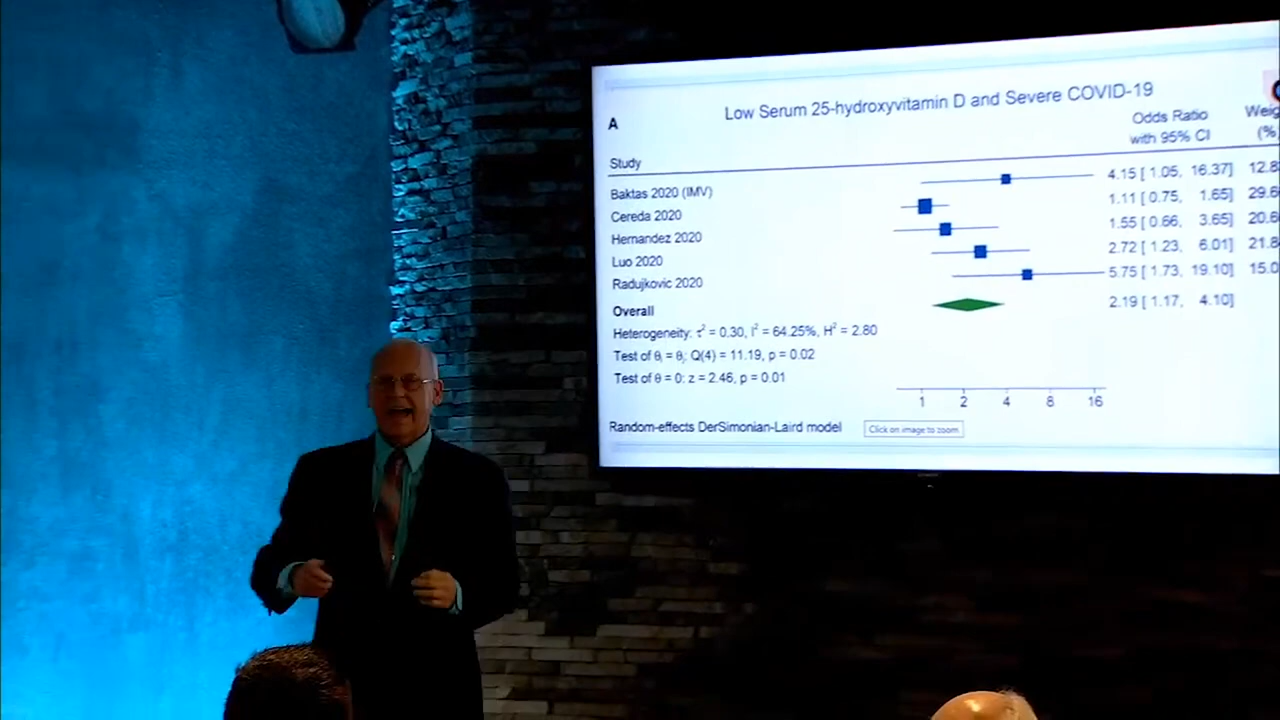 Low Serum 25-hydroxyvitamin D and Severe COVID-19
A
Odds Ratio
with 95% CI
(%
Study
Baktas 2020 (IMV) 4.15 [ 1.05, 16.37] 12.8
Cereda 2020 1.11 [ 0.75, 1.65] 29.6
Hernandez 2020 1.55 [ 0.66, 3.65] 20.6
Luo 2020 2.72 [ 1.23, 6.01] 21.8
Radujkovic 2020 5.75 [ 1.73, 19.10] 15.0
Overall 2.19 [ 1.17, 4.10]
Heterogeneity: τ² = 0.30, I² = 64.25%, H² = 2.80
Test of θᵢ = θⱼ: Q(4) = 11.19, p = 0.02
Test of θ = 0: z = 2.46, p = 0.01
1 2 4 8 16
Random-effects DerSimonian-Laird model
Click on image to zoom